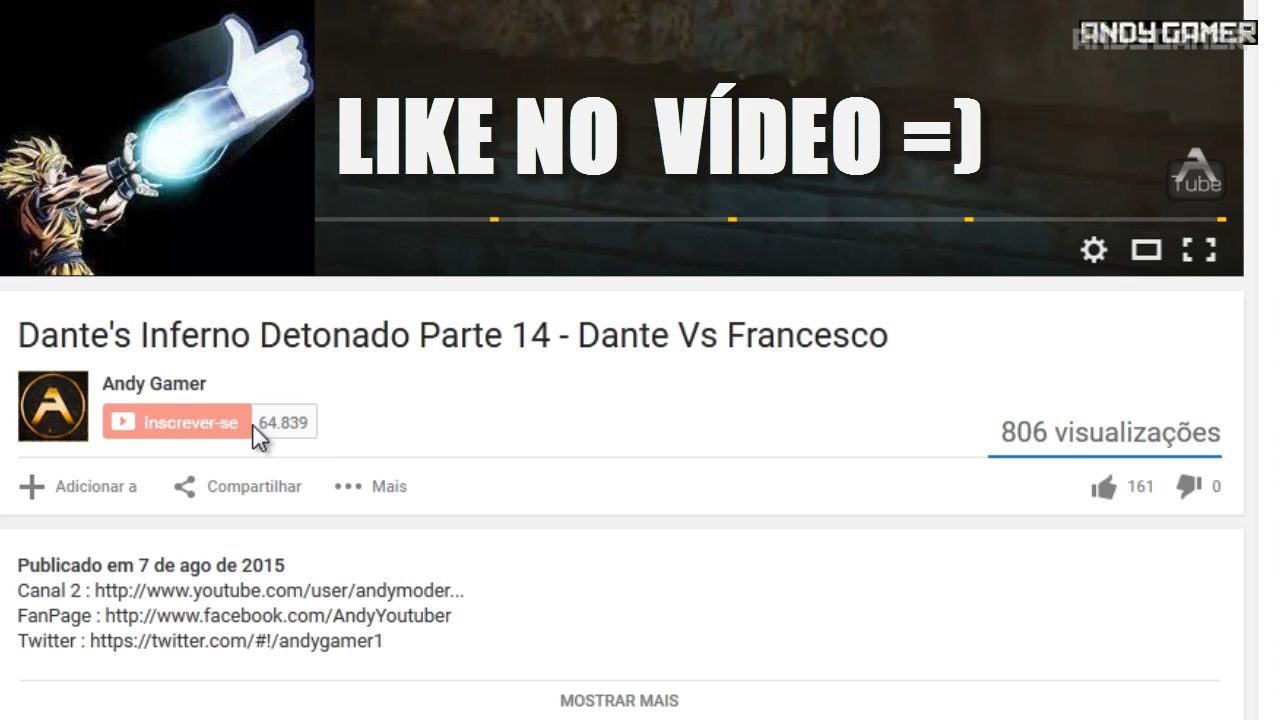 ANDY GAMER
LIKE NO VÍDEO =)
A
Tube
Dante's Inferno Detonado Parte 14 - Dante Vs Francesco
Andy Gamer
Inscrever-se 64.839
806 visualizações
Adicionar a Compartilhar Mais 161 0
Publicado em 7 de ago de 2015
Canal 2 : http://www.youtube.com/user/andymoder...
FanPage : http://www.facebook.com/AndyYoutuber
Twitter : https://twitter.com/#!/andygamer1
MOSTRAR MAIS